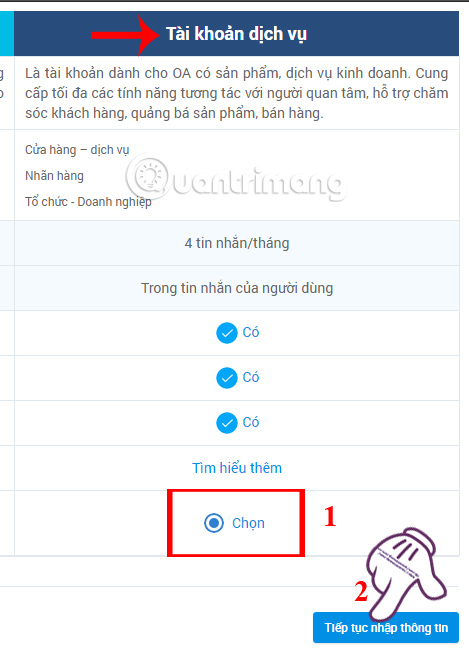 Tài khoản dịch vụ
Là tài khoản dành cho OA có sản phẩm, dịch vụ kinh doanh. Cung
cấp tối đa các tính năng tương tác với người quan tâm, hỗ trợ chăm
sóc khách hàng, quảng bá sản phẩm, bán hàng.
Cửa hàng – dịch vụ
Nhãn hàng
Quantrimang
Tổ chức - Doanh nghiệp
4 tin nhắn/tháng
Trong tin nhắn của người dùng
Có
Có
Có
Tìm hiểu thêm
Chọn
1
2
Tiếp tục nhập thông tin